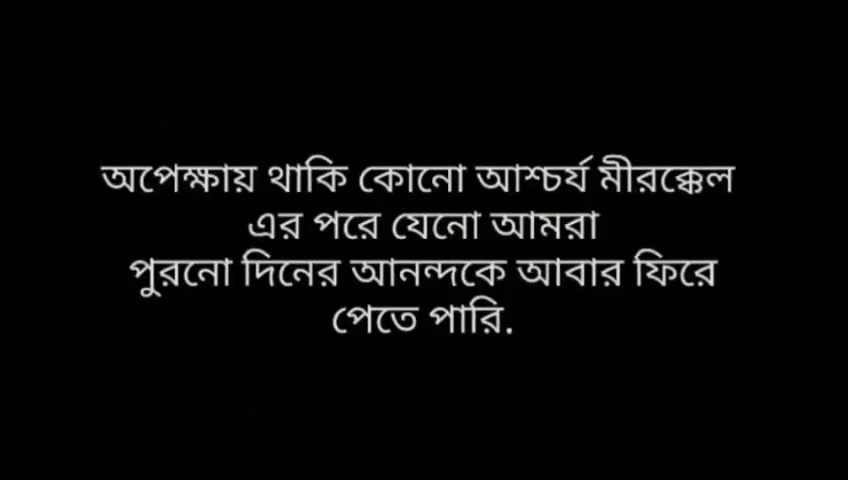 অপেক্ষায় থাকি কোনো আশ্চর্য মীরক্কেল
এর পরে যেনো আমরা
পুরনো দিনের আনন্দকে আবার ফিরে
পেতে পারি.